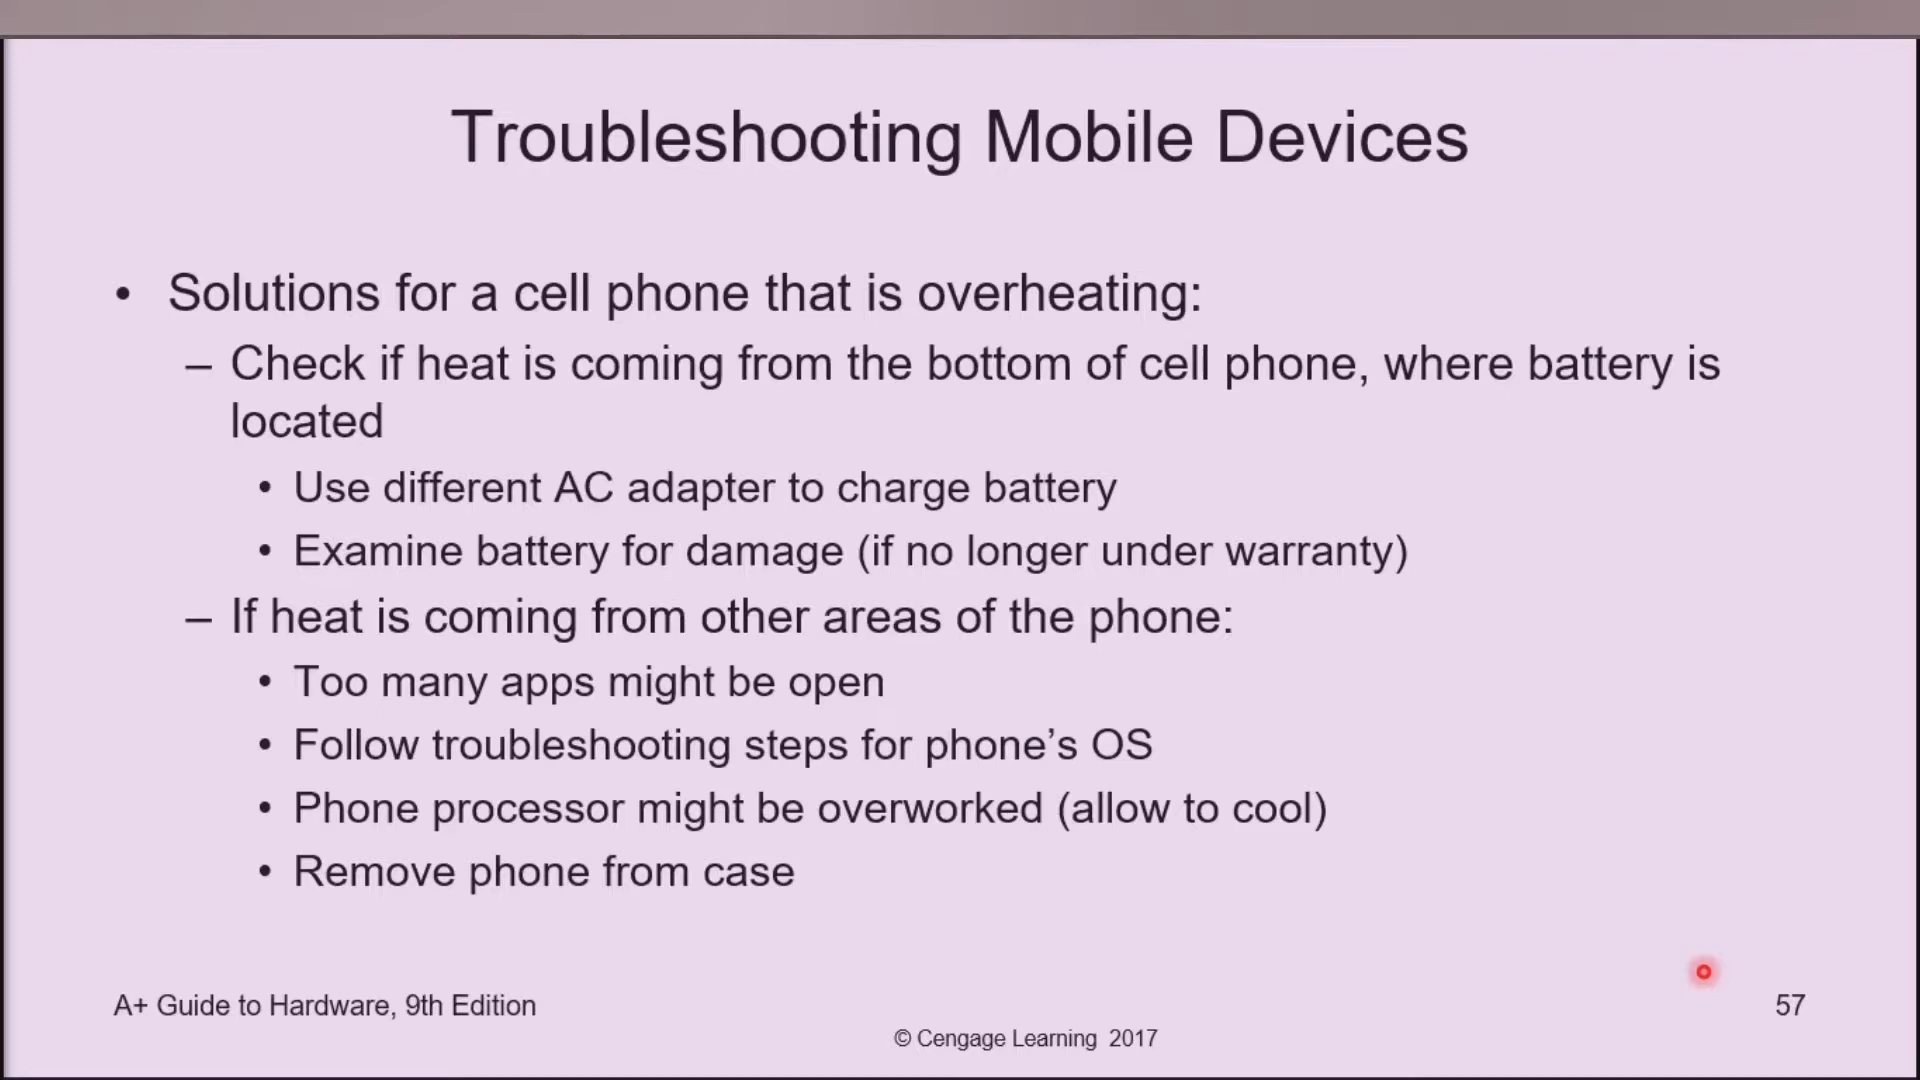 Troubleshooting Mobile Devices
• Solutions for a cell phone that is overheating:
– Check if heat is coming from the bottom of cell phone, where battery is
located
• Use different AC adapter to charge battery
• Examine battery for damage (if no longer under warranty)
– If heat is coming from other areas of the phone:
• Too many apps might be open
• Follow troubleshooting steps for phone’s OS
• Phone processor might be overworked (allow to cool)
• Remove phone from case
A+ Guide to Hardware, 9th Edition
57
© Cengage Learning 2017